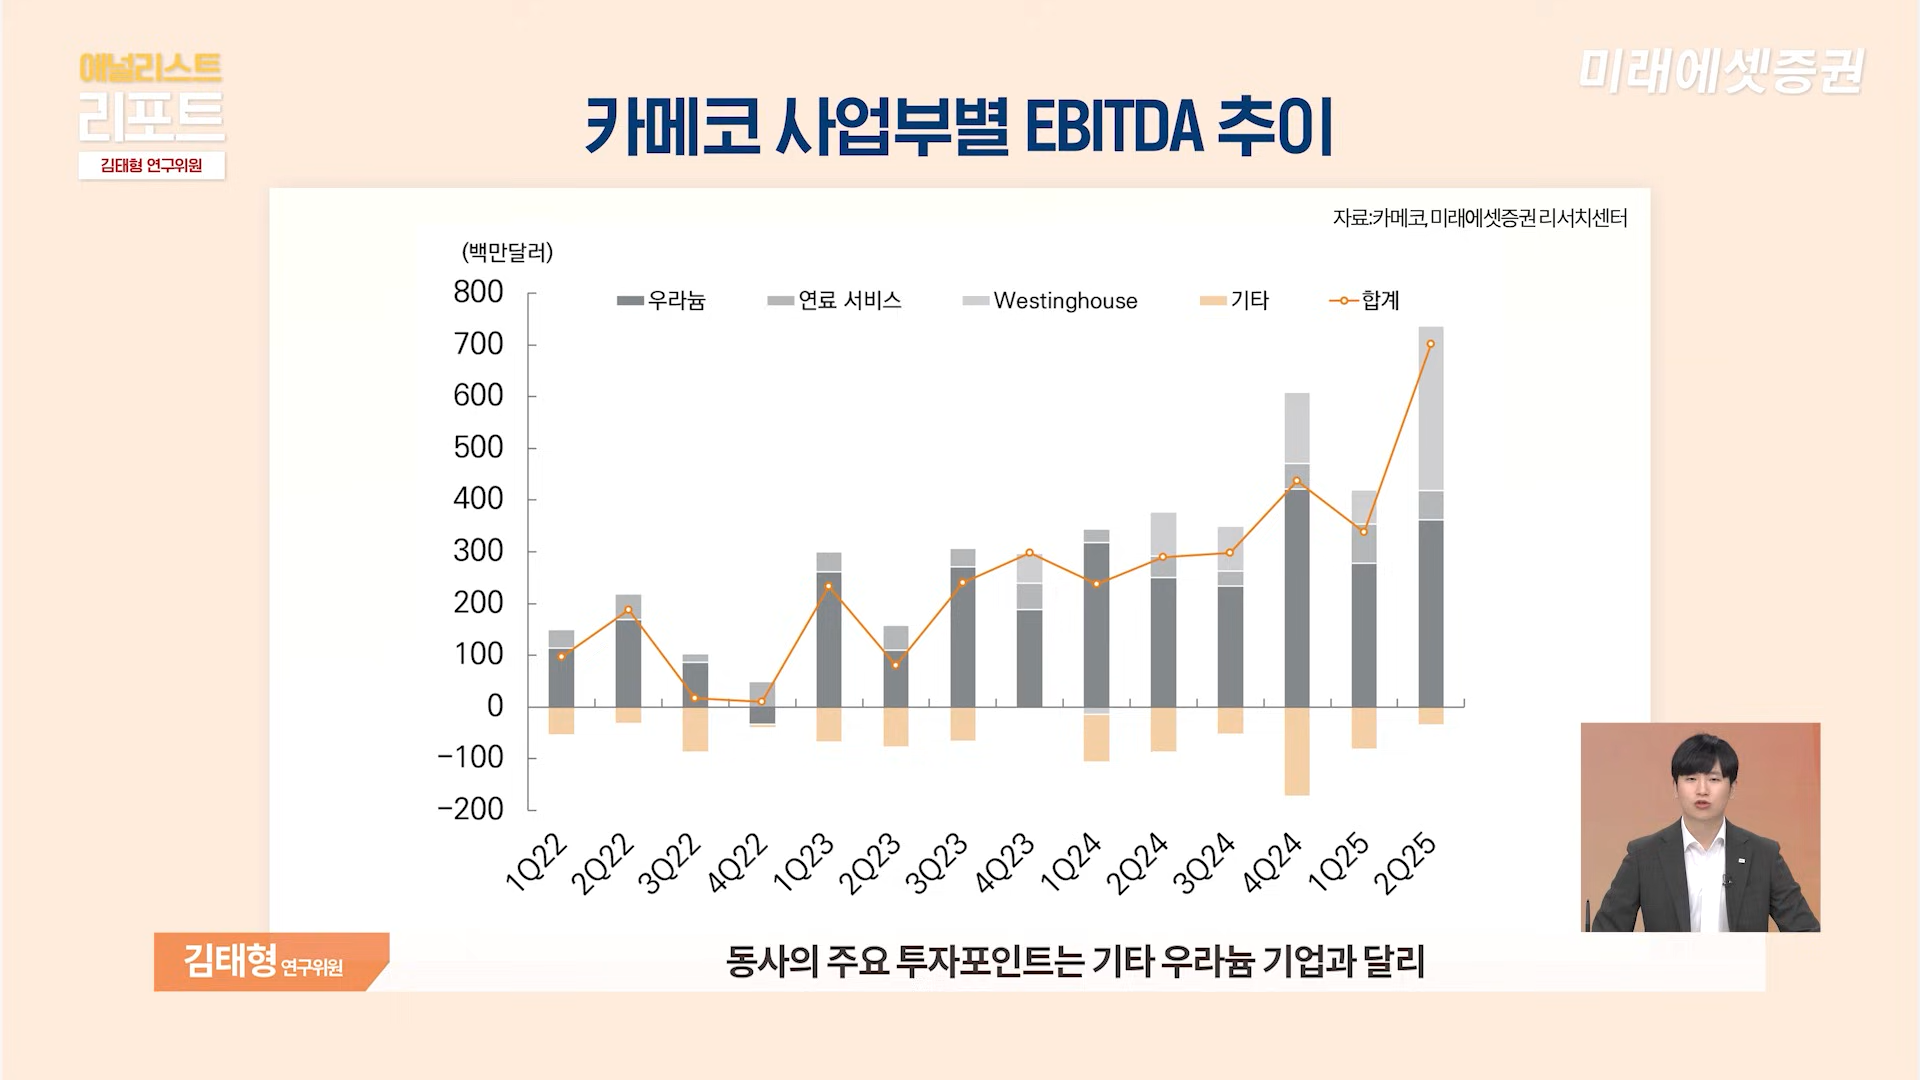 애널리스트
리포트
김태형 연구위원
미래에셋증권
카메코 사업부별 EBITDA 추이
자료:카메코, 미래에셋증권 리서치센터
(백만달러)
우라늄 연료 서비스 Westinghouse 기타 합계
800
700
600
500
400
300
200
100
0
-100
-200
1Q22 2Q22 3Q22 4Q22 1Q23 2Q23 3Q23 4Q23 1Q24 2Q24 3Q24 4Q24 1Q25 2Q25
김태형 연구위원
동사의 주요 투자포인트는 기타 우라늄 기업과 달리